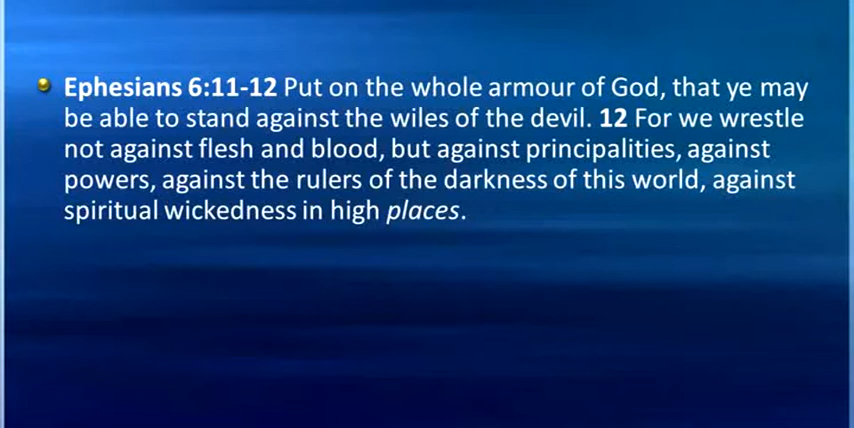 Ephesians 6:11-12 Put on the whole armour of God, that ye may
be able to stand against the wiles of the devil. 12 For we wrestle
not against flesh and blood, but against principalities, against
powers, against the rulers of the darkness of this world, against
spiritual wickedness in high places.